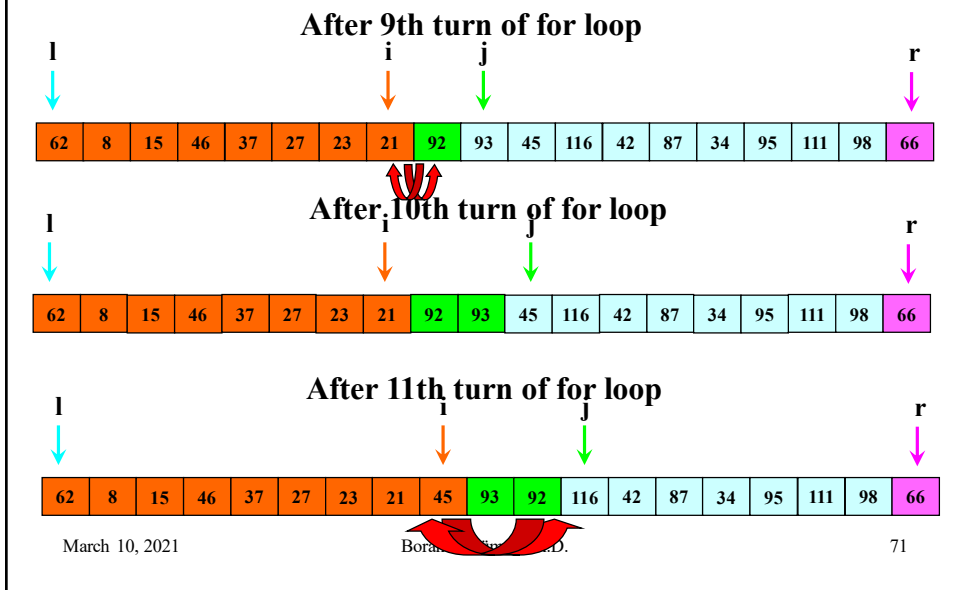 After 9th turn of for loop
l i j r
62 8 15 46 37 27 23 21 92 93 45 116 42 87 34 95 111 98 66
After 10th turn of for loop
l i j r
62 8 15 46 37 27 23 21 92 93 45 116 42 87 34 95 111 98 66
After 11th turn of for loop
l i j r
62 8 15 46 37 27 23 21 45 93 92 116 42 87 34 95 111 98 66
March 10, 2021 71